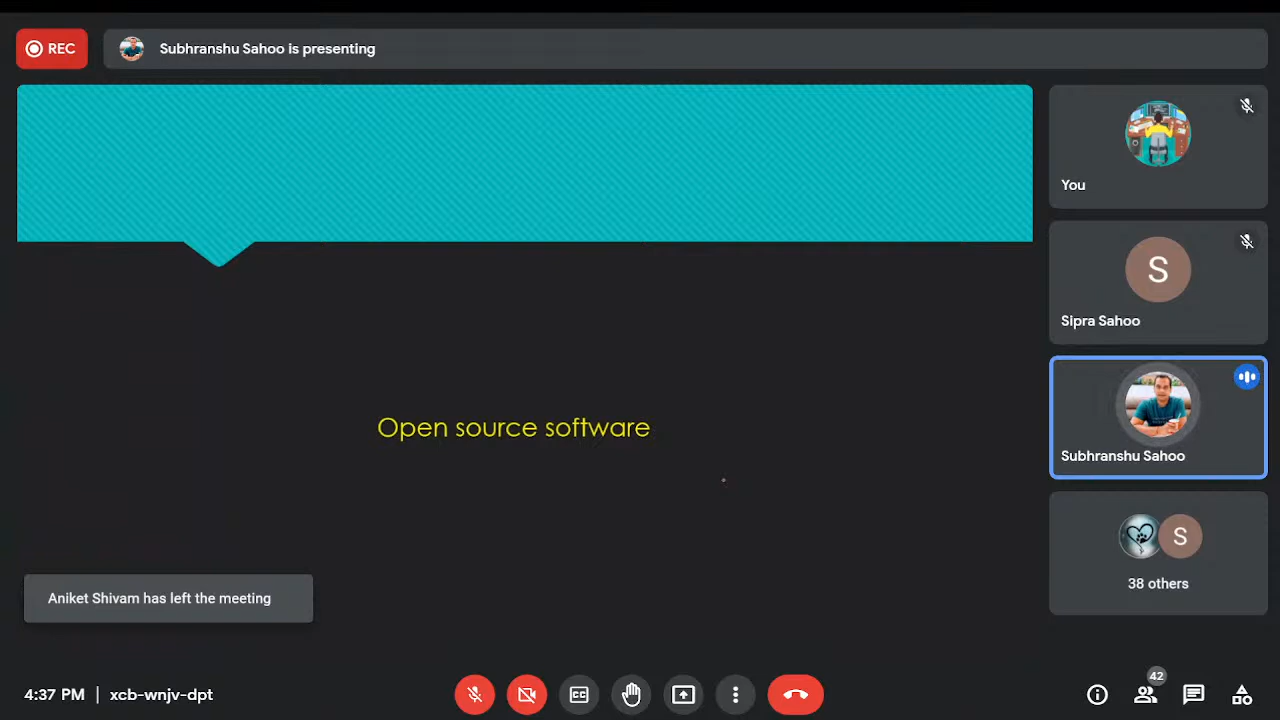 REC
Subhranshu Sahoo is presenting
You
S
Sipra Sahoo
Subhranshu Sahoo
Open source software
S
38 others
Aniket Shivam has left the meeting
4:37 PM | xcb-wnjv-dpt
CC
42